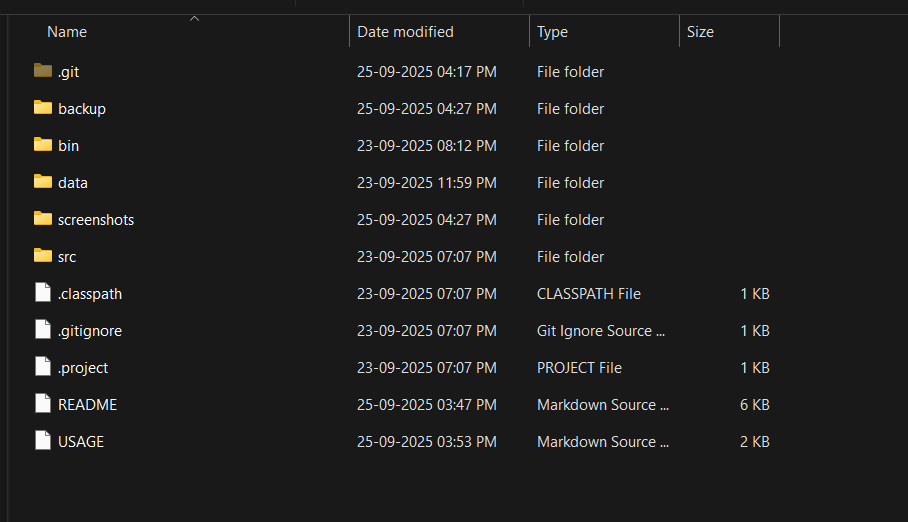 Name Date modified Type Size
.git 25-09-2025 04:17 PM File folder
backup 25-09-2025 04:27 PM File folder
bin 23-09-2025 08:12 PM File folder
data 23-09-2025 11:59 PM File folder
screenshots 25-09-2025 04:27 PM File folder
src 23-09-2025 07:07 PM File folder
.classpath 23-09-2025 07:07 PM CLASSPATH File 1 KB
.gitignore 23-09-2025 07:07 PM Git Ignore Source ... 1 KB
.project 23-09-2025 07:07 PM PROJECT File 1 KB
README 25-09-2025 03:47 PM Markdown Source ... 6 KB
USAGE 25-09-2025 03:53 PM Markdown Source ... 2 KB